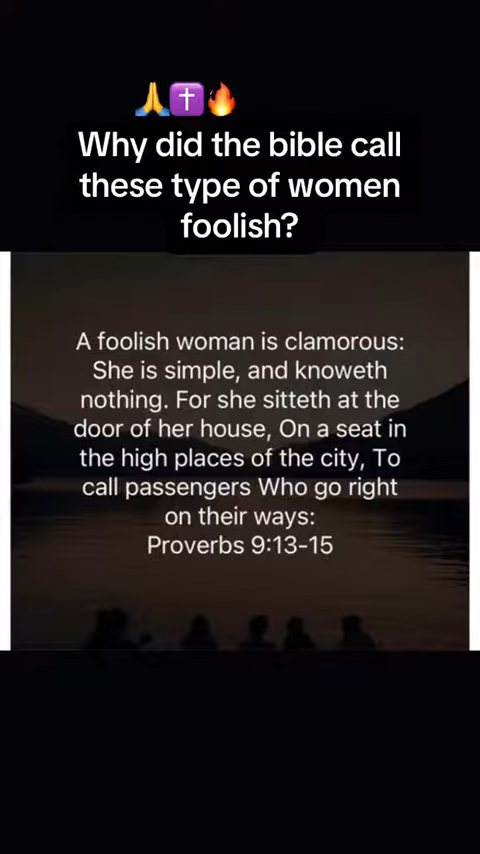 🙏✝️🔥
Why did the bible call
these type of women
foolish?
A foolish woman is clamorous:
She is simple, and knoweth
nothing. For she sitteth at the
door of her house, On a seat in
the high places of the city, To
call passengers Who go right
on their ways:
Proverbs 9:13-15